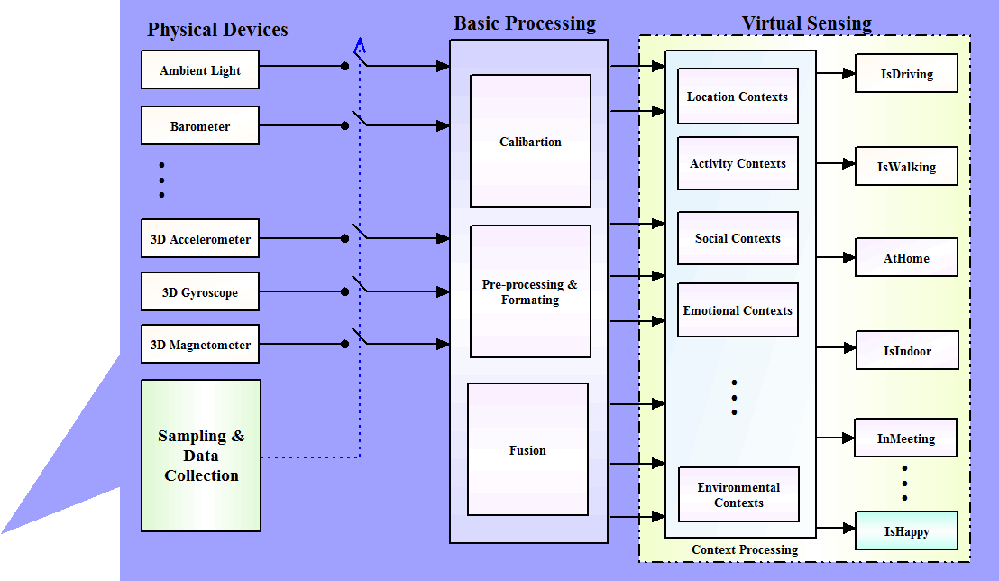 Physical Devices
Basic Processing
Virtual Sensing
Ambient Light
Barometer
3D Accelerometer
3D Gyroscope
3D Magnetometer
Sampling &
Data
Collection
Calibartion
Pre-processing &
Formating
Fusion
Location Contexts
Activity Contexts
Social Contexts
Emotional Contexts
Environmental
Contexts
Context Processing
IsDriving
IsWalking
AtHome
IsIndoor
InMeeting
IsHappy